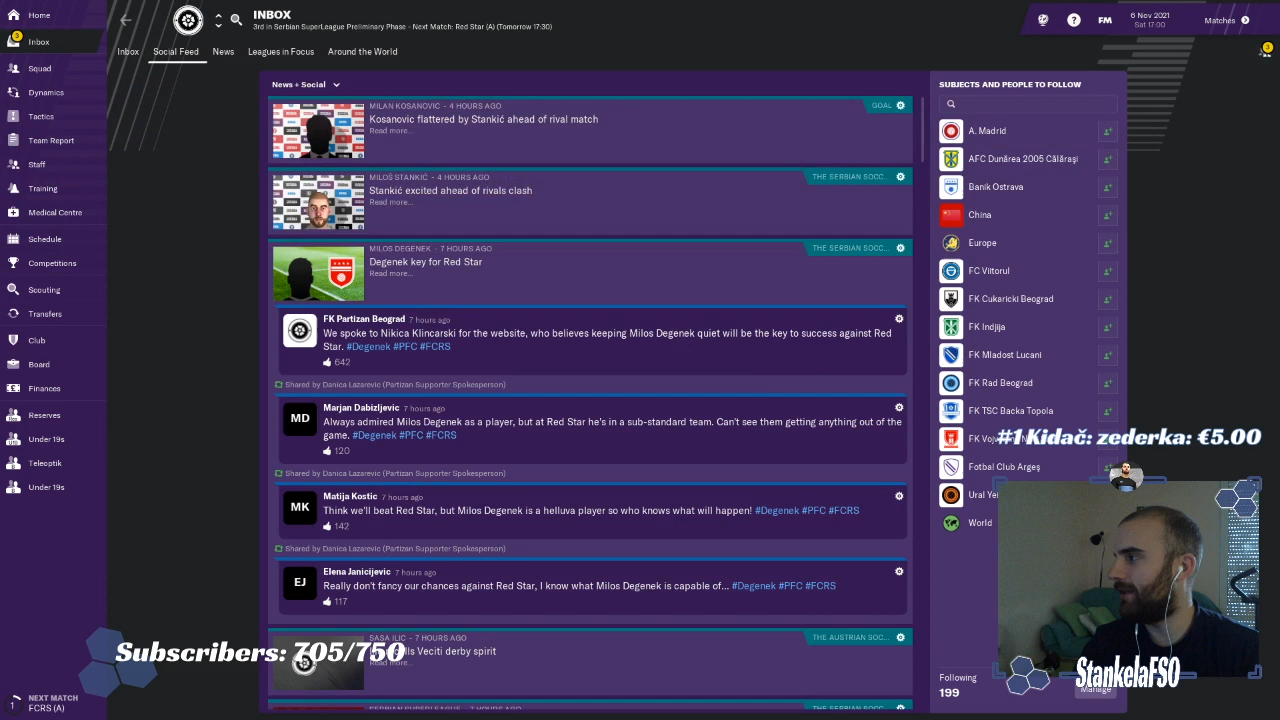 Home
INBOX
3rd in Serbian SuperLeague Preliminary Phase - Next Match: Red Star (A) (Tomorrow 17:30)
FM
6 Nov 2021
Sat 17:00
Matches
3
Inbox
Squad
Dynamics
Tactics
Team Report
Staff
Training
Medical Centre
Schedule
Competitions
Scouting
Transfers
Club
Board
Finances
Reserves
Under 19s
Teleoptik
Under 19s
1
NEXT MATCH
FCRS (A)
Inbox
Social Feed
News
Leagues in Focus
Around the World
3
News + Social
MILAN KOSANOVIC - 4 HOURS AGO
GOAL
Kosanovic flattered by Stankić ahead of rival match
Read more...
MILOŠ STANKIĆ - 4 HOURS AGO
THE SERBIAN SOCC...
Stankić excited ahead of rivals clash
Read more...
MILOS DEGENEK - 7 HOURS AGO
THE SERBIAN SOCC...
Degenek key for Red Star
Read more...
FK Partizan Beograd 7 hours ago
We spoke to Nikica Klincarski for the website, who believes keeping Milos Degenek quiet will be the key to success against Red
Star. #Degenek #PFC #FCRS
642
Shared by Danica Lazarevic (Partizan Supporter Spokesperson)
MD
Marjan Dabizljevic 7 hours ago
Always admired Milos Degenek as a player, but at Red Star he's in a sub-standard team. Can't see them getting anything out of the
game. #Degenek #PFC #FCRS
120
Shared by Danica Lazarevic (Partizan Supporter Spokesperson)
MK
Matija Kostic 7 hours ago
Think we'll beat Red Star, but Milos Degenek is a helluva player so who knows what will happen! #Degenek #PFC #FCRS
142
Shared by Danica Lazarevic (Partizan Supporter Spokesperson)
EJ
Elena Janicijevic 7 hours ago
Really don't fancy our chances against Red Star, I know what Milos Degenek is capable of... #Degenek #PFC #FCRS
117
SASA ILIC - 7 HOURS AGO
THE AUSTRIAN SOC...
Veciti derby spirit
Read more...
SERBIAN SUPERLEAGUE - 7 HOURS AGO
SUBJECTS AND PEOPLE TO FOLLOW
A. Madrid
AFC Dunărea 2005 Călăraşi
Baník Ostrava
China
Europe
FC Viitorul
FK Cukaricki Beograd
FK Indjija
FK Mladost Lucani
FK Rad Beograd
FK TSC Backa Topola
Fotbal Club Argeş
World
Following
199
Manage
#1 Kidač: zederka: €5.00
Subscribers: 705/750
StankelaFSO